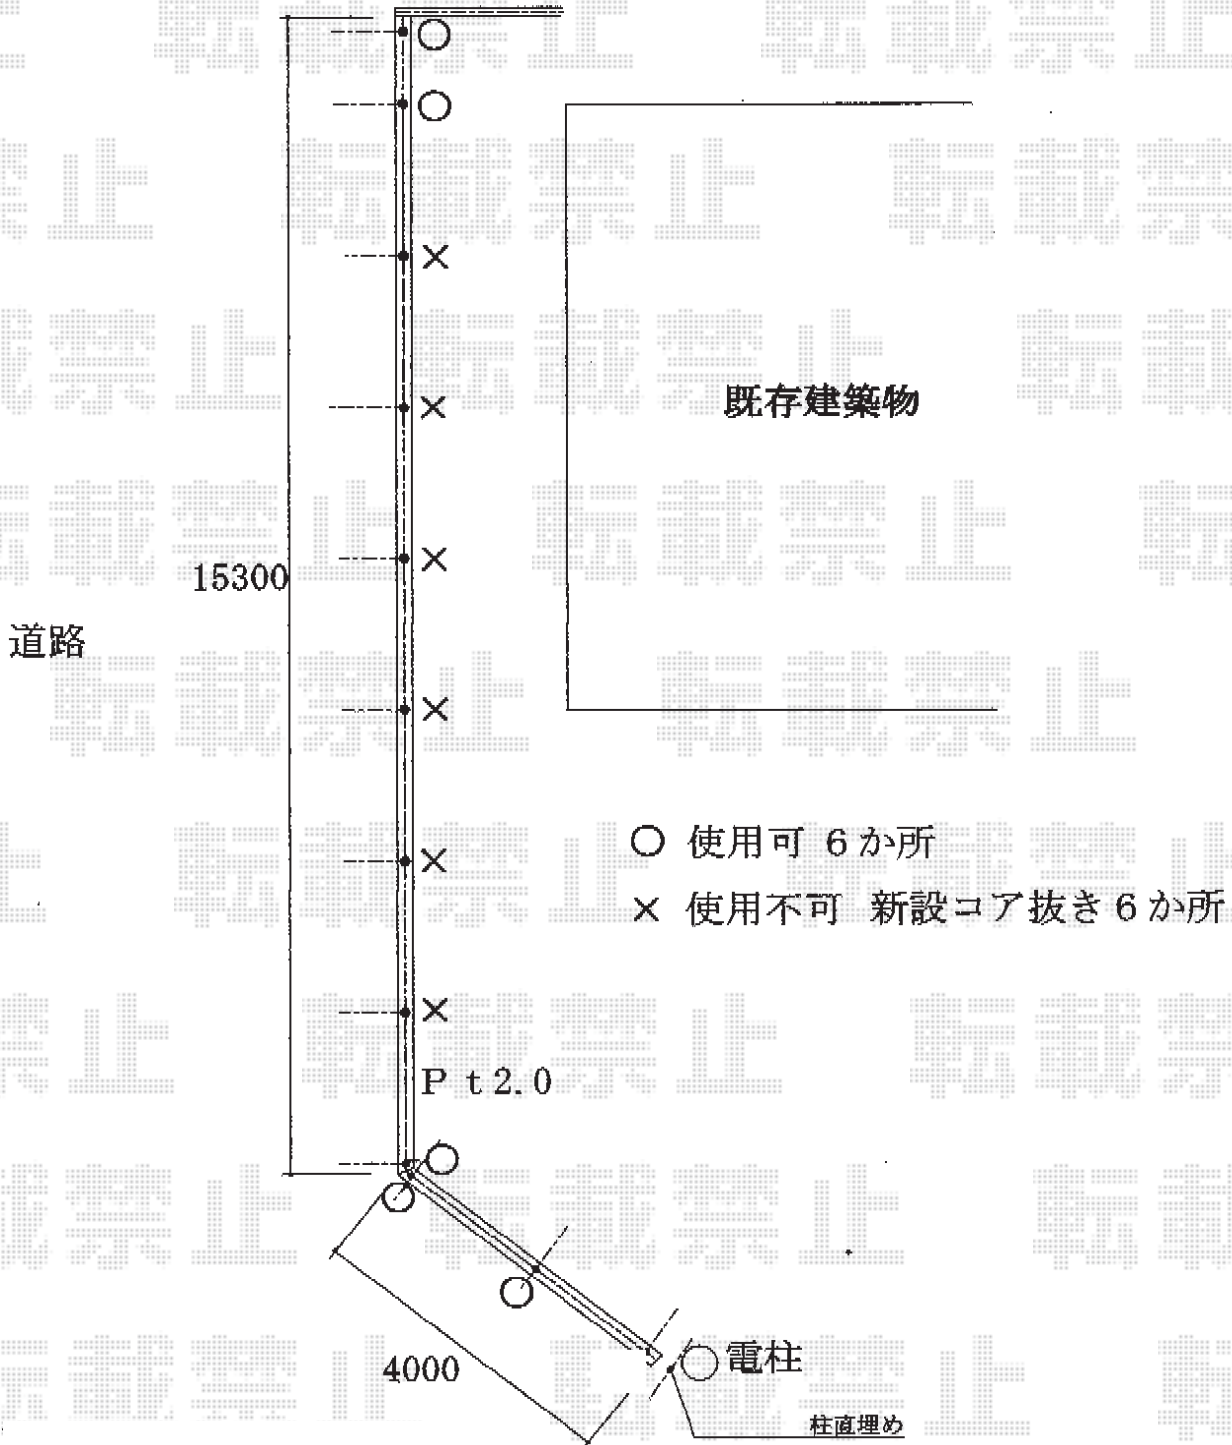 既存建築物
15300
道路
○ 使用可 6か所
× 使用不可 新設コア抜き6か所
P t2.0
4000
電柱
柱直埋め
転載禁止